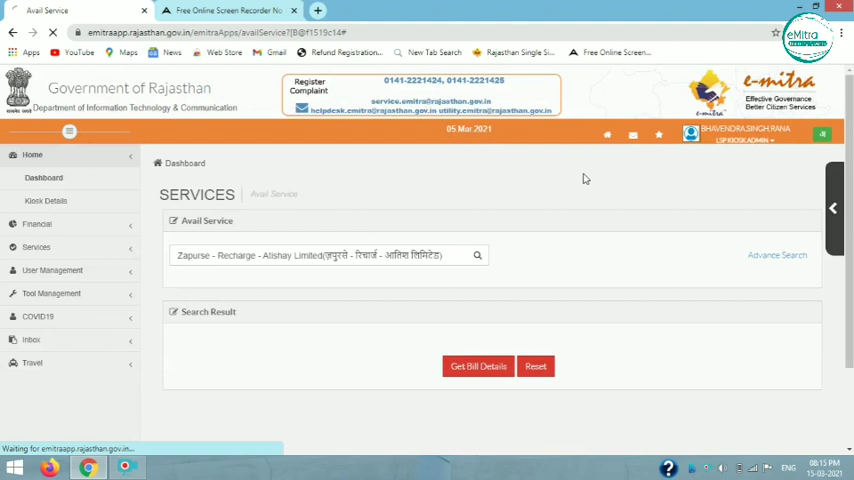 Avail Service
Free Online Screen Recorder No
emitraapp.rajasthan.gov.in/emitraApps/availService?[B@f1519c14#
Apps
YouTube
Maps
News
Web Store
Gmail
Refund Registration...
New Tab Search
Rajasthan Single Si...
Free Online Screen...
eMitra
Government of Rajasthan
Department of Information Technology & Communication
Register
Complaint
0141-2221424, 0141-2221425
service.emitra@rajasthan.gov.in
helpdesk.emitra@rajasthan.gov.in utility.emitra@rajasthan.gov.in
e-mitra
e-mitra
Effective Governance
Better Citizen Services
05 Mar 2021
BHAVENDRA.SINGH.RANA
LSP KIOSK ADMIN
अ
Home
Dashboard
Kiosk Details
Financial
Services
User Management
Tool Management
COVID19
Inbox
Travel
Dashboard
SERVICES
Avail Service
Avail Service
Zapurse - Recharge - Atishay Limited(ज़पुरसे - रिचार्ज - आतिश लिमिटेड)
Advance Search
Search Result
Get Bill Details
Reset
Waiting for emitraapp.rajasthan.gov.in...
ENG
08:15 PM
15-03-2021